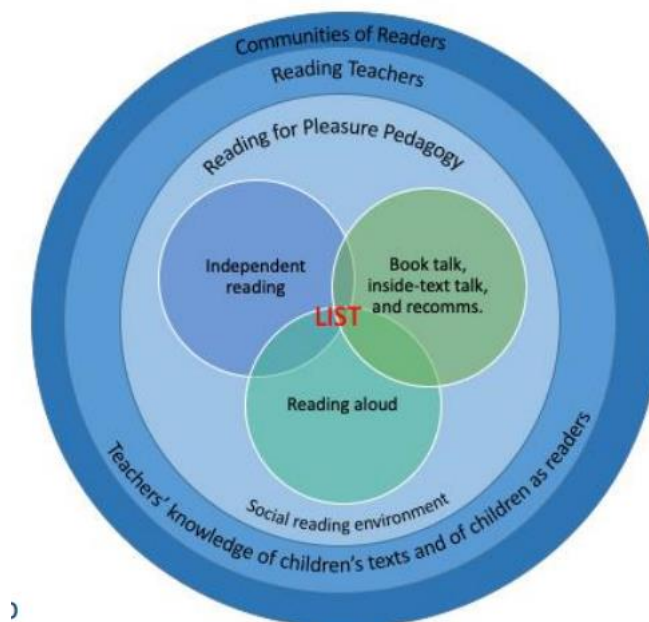 Communities of Readers
Reading Teachers
Reading for Pleasure Pedagogy
Independent
reading
Book talk,
inside-text talk,
and recomms.
LIST
Reading aloud
Social reading environment
Teachers' knowledge of children's texts and of children as readers